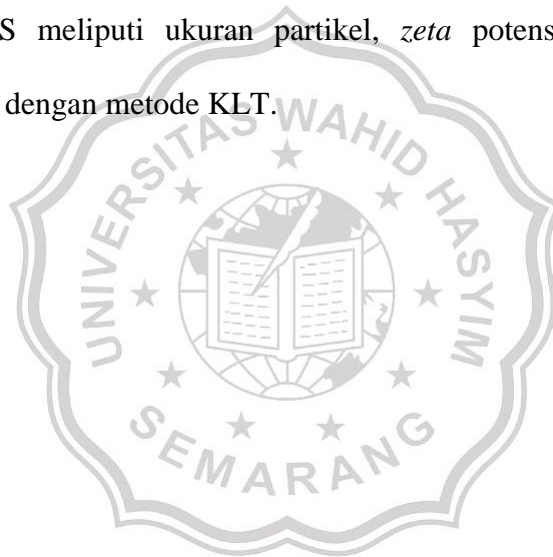 S meliputi ukuran partikel, zeta potens
dengan metode KLT.
UNIVERSITAS WAHID HASYIM
SEMARANG